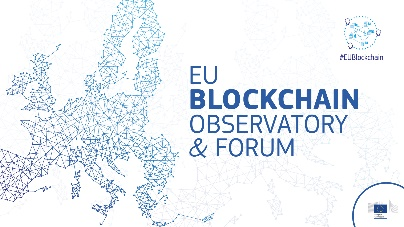 #EUBlockchain
EU
BLOCKCHAIN
OBSERVATORY
& FORUM